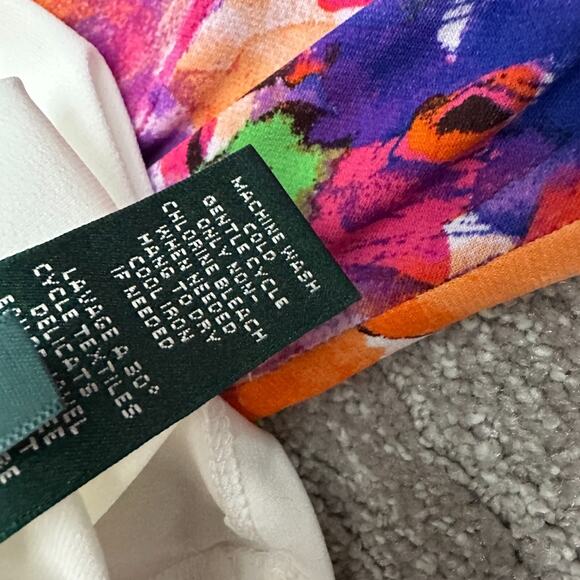 MACHINE WASH
COLD
GENTLE CYCLE
ONLY NON-
CHLORINE BLEACH
WHEN NEEDED
HANG TO DRY
COOL IRON
IF NEEDED
LAVAGE A 30°
CYCLE TEXTILES
DELICATS